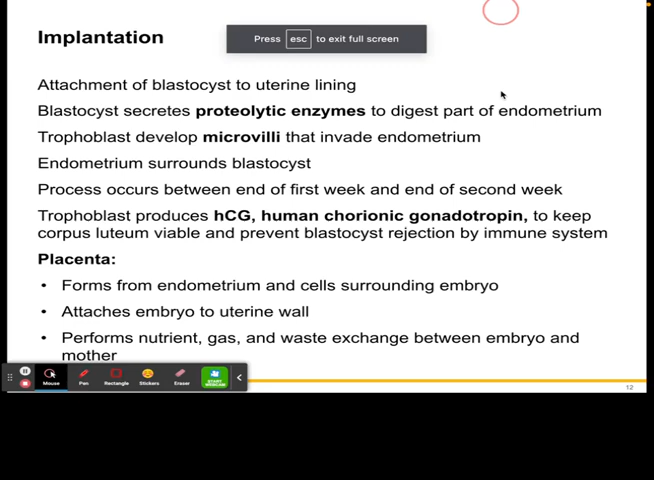 Implantation
Press esc to exit full screen
Attachment of blastocyst to uterine lining
Blastocyst secretes proteolytic enzymes to digest part of endometrium
Trophoblast develop microvilli that invade endometrium
Endometrium surrounds blastocyst
Process occurs between end of first week and end of second week
Trophoblast produces hCG, human chorionic gonadotropin, to keep
corpus luteum viable and prevent blastocyst rejection by immune system
Placenta:
• Forms from endometrium and cells surrounding embryo
• Attaches embryo to uterine wall
• Performs nutrient, gas, and waste exchange between embryo and
mother
Mouse Pen Rectangle Stickers Eraser START WEBCAM
12